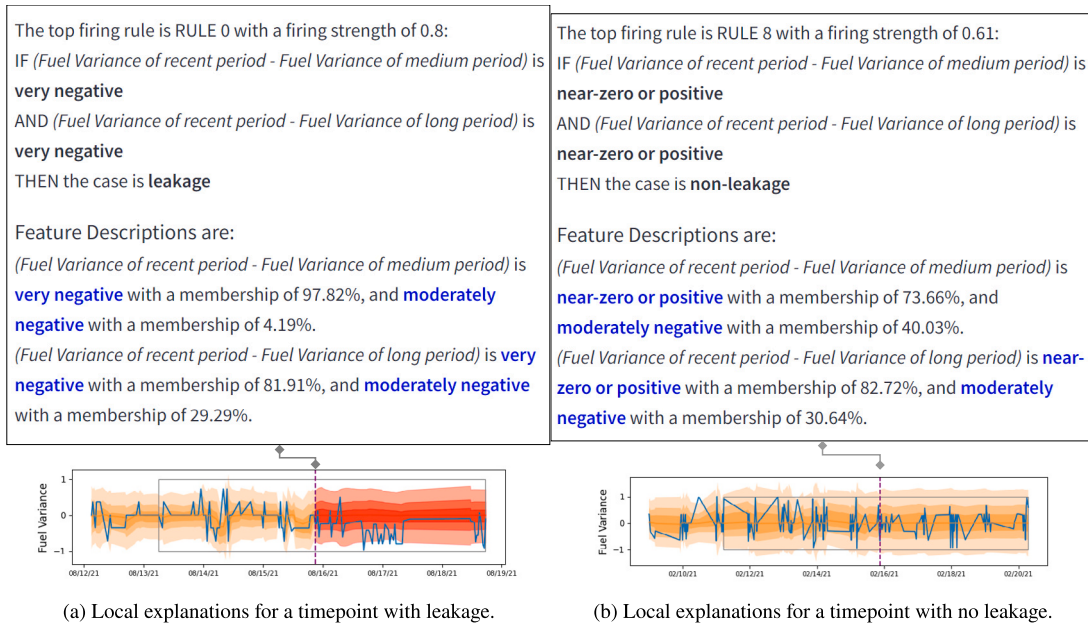 The top firing rule is RULE 0 with a firing strength of 0.8:
IF (Fuel Variance of recent period - Fuel Variance of medium period) is
very negative
AND (Fuel Variance of recent period - Fuel Variance of long period) is
very negative
THEN the case is leakage
Feature Descriptions are:
(Fuel Variance of recent period - Fuel Variance of medium period) is
very negative with a membership of 97.82%, and moderately
negative with a membership of 4.19%.
(Fuel Variance of recent period - Fuel Variance of long period) is very
negative with a membership of 81.91%, and moderately negative
with a membership of 29.29%.
Fuel Variance
1
0
−1
08/12/21 08/13/21 08/14/21 08/15/21 08/16/21 08/17/21 08/18/21 08/19/21
(a) Local explanations for a timepoint with leakage.
The top firing rule is RULE 8 with a firing strength of 0.61:
IF (Fuel Variance of recent period - Fuel Variance of medium period) is
near-zero or positive
AND (Fuel Variance of recent period - Fuel Variance of long period) is
near-zero or positive
THEN the case is non-leakage
Feature Descriptions are:
(Fuel Variance of recent period - Fuel Variance of medium period) is
near-zero or positive with a membership of 73.66%, and
moderately negative with a membership of 40.03%.
(Fuel Variance of recent period - Fuel Variance of long period) is near-
zero or positive with a membership of 82.72%, and moderately
negative with a membership of 30.64%.
Fuel Variance
1
0
−1
02/10/21 02/12/21 02/14/21 02/16/21 02/18/21 02/20/21
(b) Local explanations for a timepoint with no leakage.